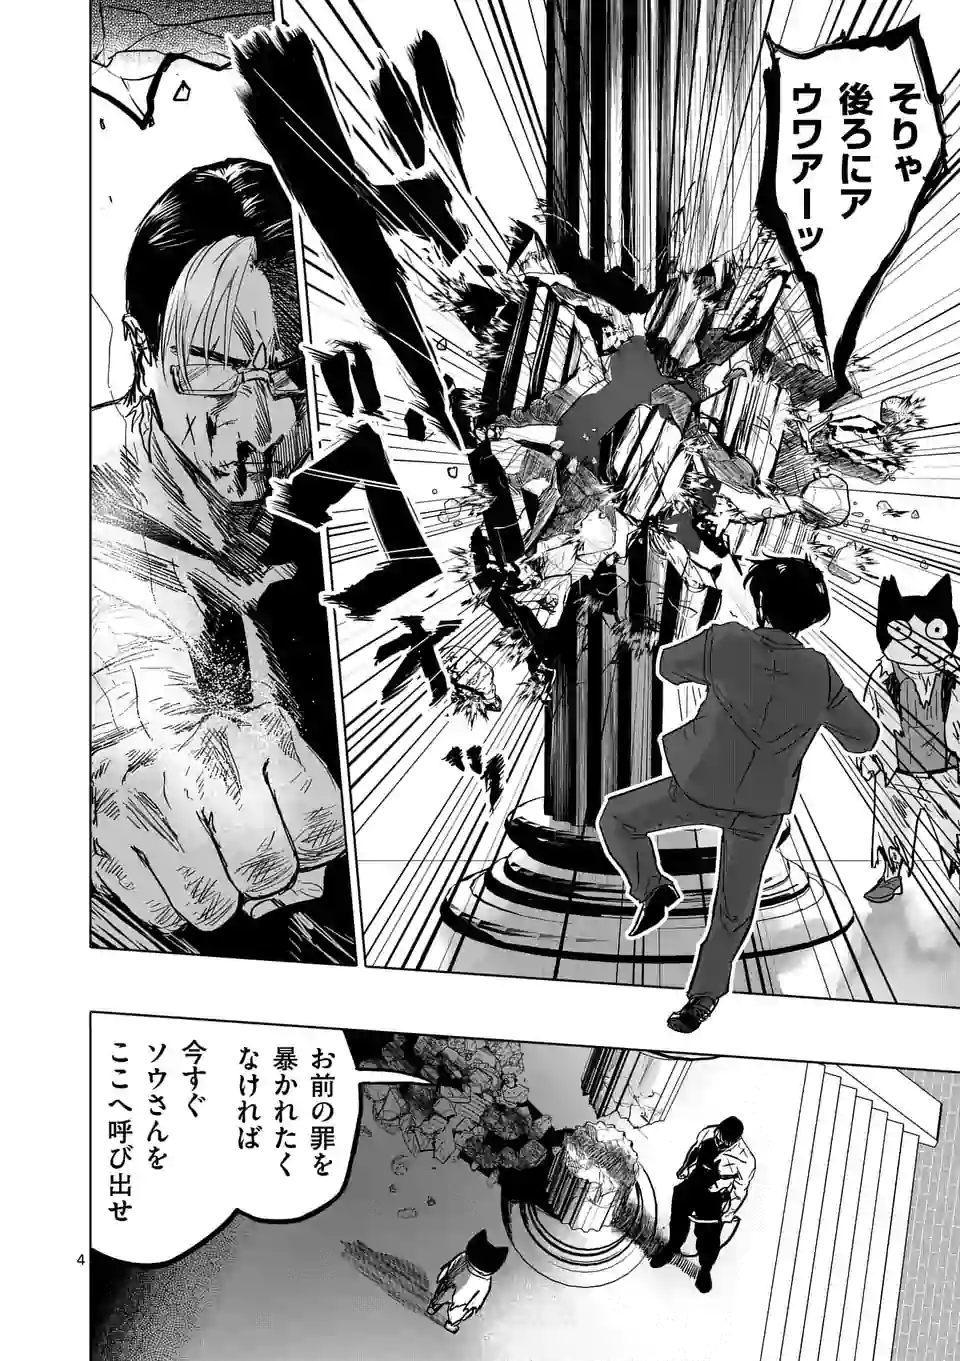 そりゃ
後ろにア
ウワアーッ
お前の罪を
暴かれたく
なければ
今すぐ
ソウさんを
ここへ呼び出せ
4